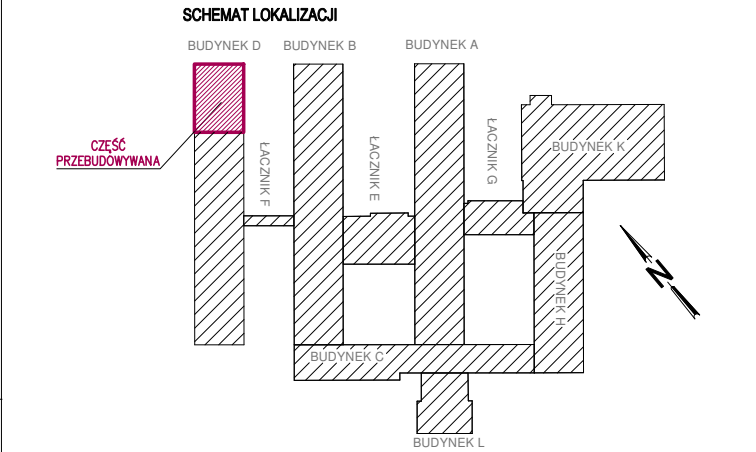 SCHEMAT LOKALIZACJI
BUDYNEK D
BUDYNEK B
BUDYNEK A
CZĘŚĆ
PRZEBUDOWYWANA
ŁĄCZNIK F
ŁĄCZNIK E
ŁĄCZNIK G
BUDYNEK K
N
BUDYNEK H
BUDYNEK C
BUDYNEK L